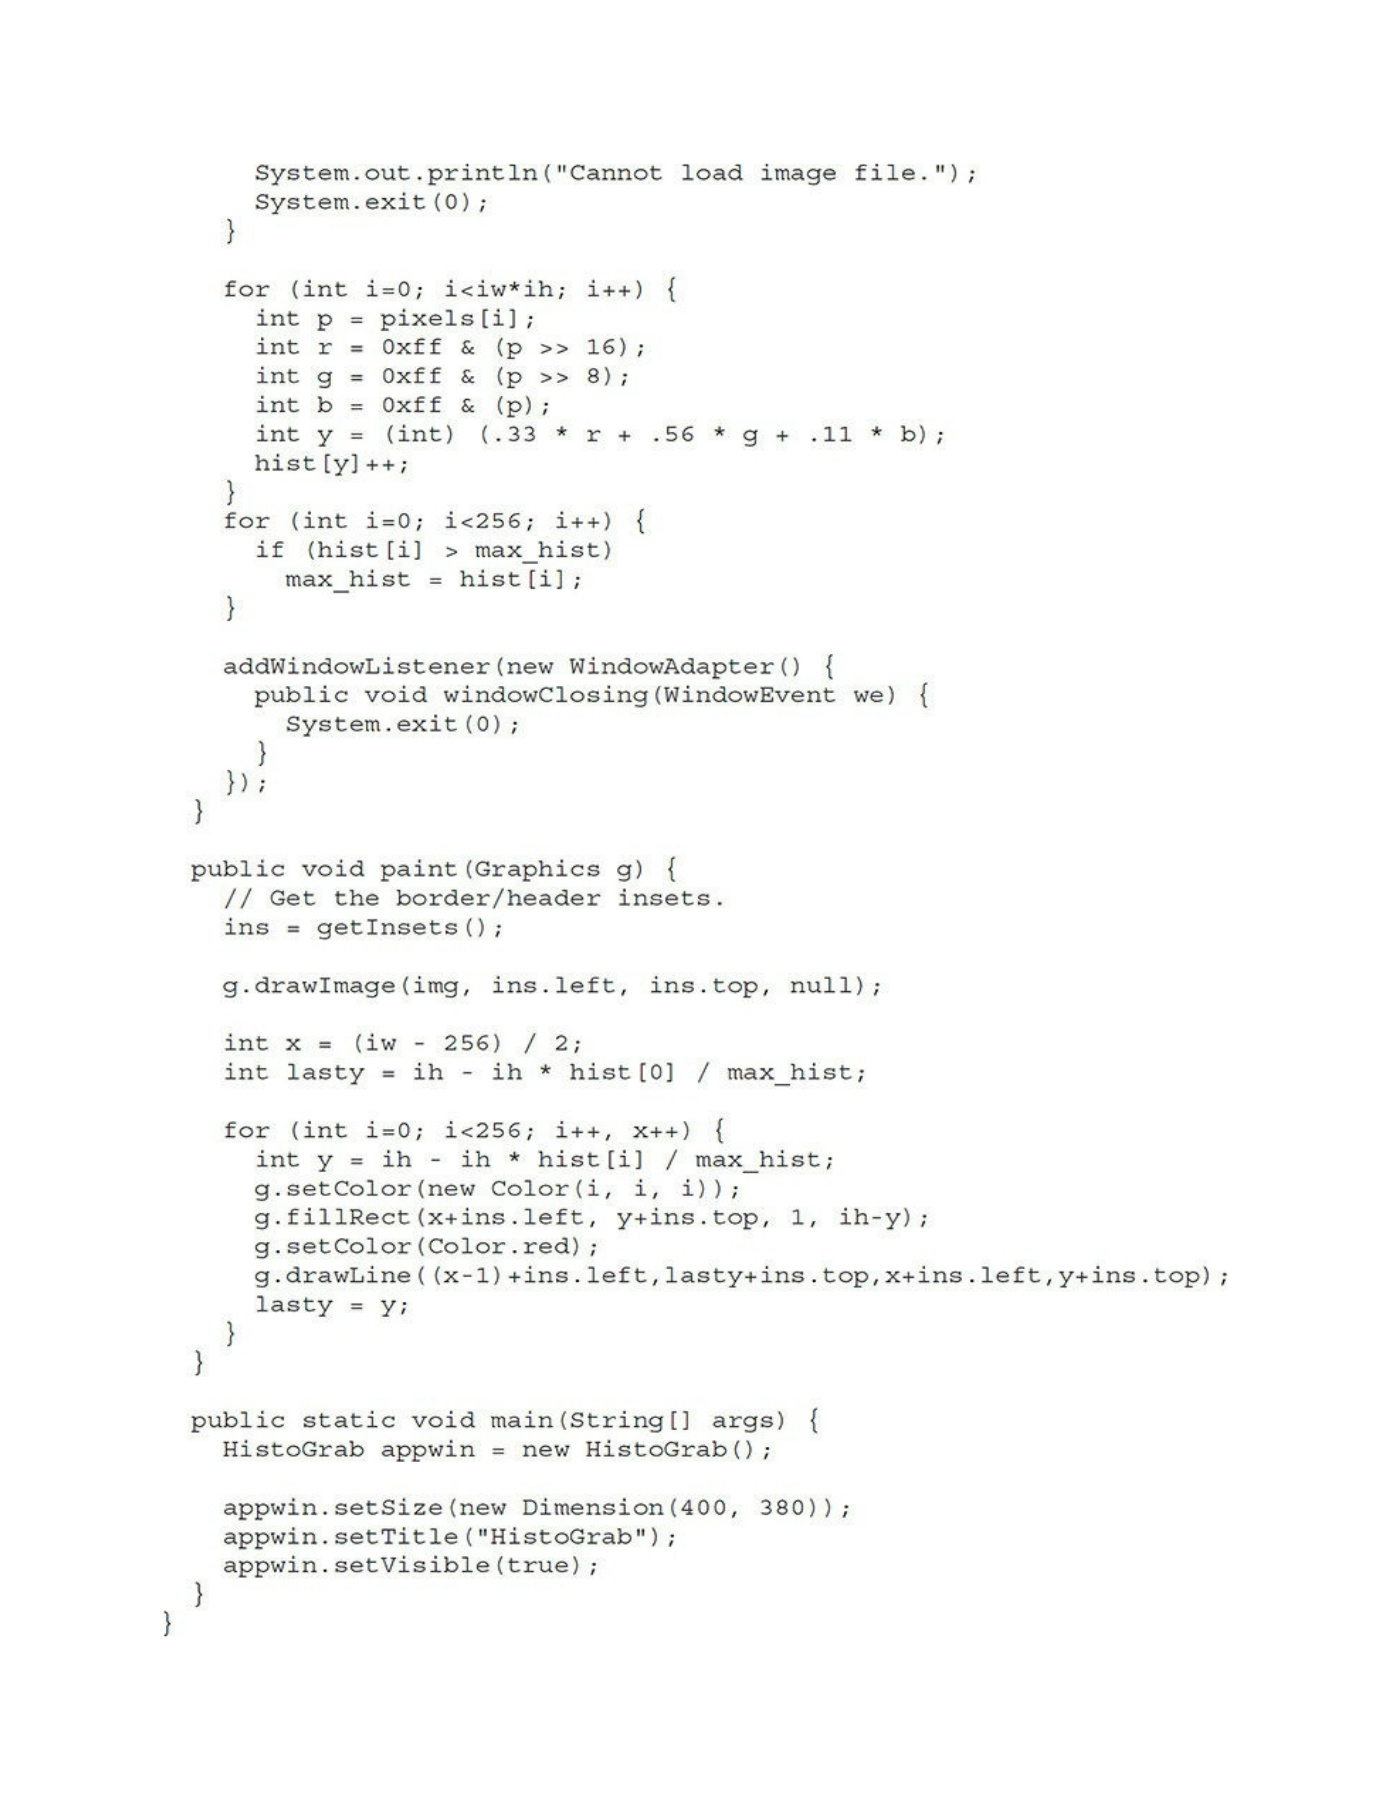 System.out.println("Cannot load image file.");
      System.exit(0);
    }

    for (int i=0; i<iw*ih; i++) {
      int p = pixels[i];
      int r = 0xff & (p >> 16);
      int g = 0xff & (p >> 8);
      int b = 0xff & (p);
      int y = (int) (.33 * r + .56 * g + .11 * b);
      hist[y]++;
    }
    for (int i=0; i<256; i++) {
      if (hist[i] > max_hist)
        max_hist = hist[i];
    }

    addWindowListener(new WindowAdapter() {
      public void windowClosing(WindowEvent we) {
        System.exit(0);
      }
    });
  }

  public void paint(Graphics g) {
    // Get the border/header insets.
    ins = getInsets();

    g.drawImage(img, ins.left, ins.top, null);

    int x = (iw - 256) / 2;
    int lasty = ih - ih * hist[0] / max_hist;

    for (int i=0; i<256; i++, x++) {
      int y = ih - ih * hist[i] / max_hist;
      g.setColor(new Color(i, i, i));
      g.fillRect(x+ins.left, y+ins.top, 1, ih-y);
      g.setColor(Color.red);
      g.drawLine((x-1)+ins.left,lasty+ins.top,x+ins.left,y+ins.top);
      lasty = y;
    }
  }

  public static void main(String[] args) {
    HistoGrab appwin = new HistoGrab();

    appwin.setSize(new Dimension(400, 380));
    appwin.setTitle("HistoGrab");
    appwin.setVisible(true);
  }
}